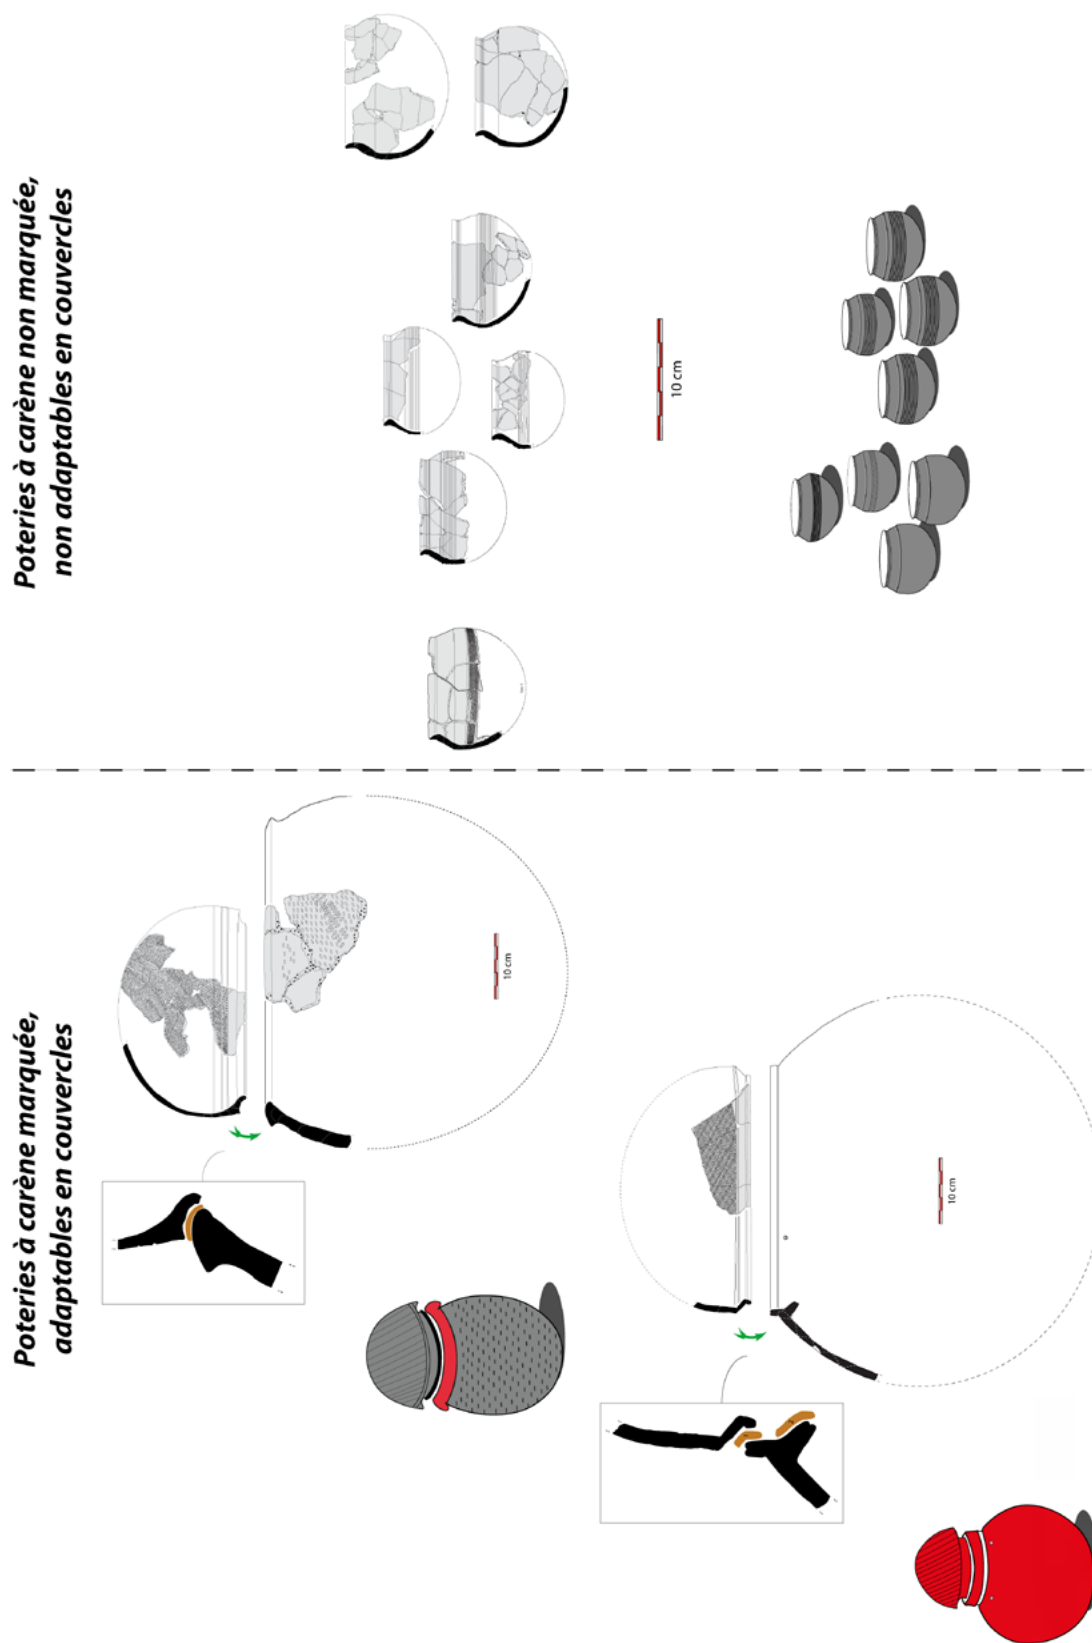 Poteries à carène marquée,
adaptables en couvercles
10 cm
10 cm
Poteries à carène non marquée,
non adaptables en couvercles
10 cm